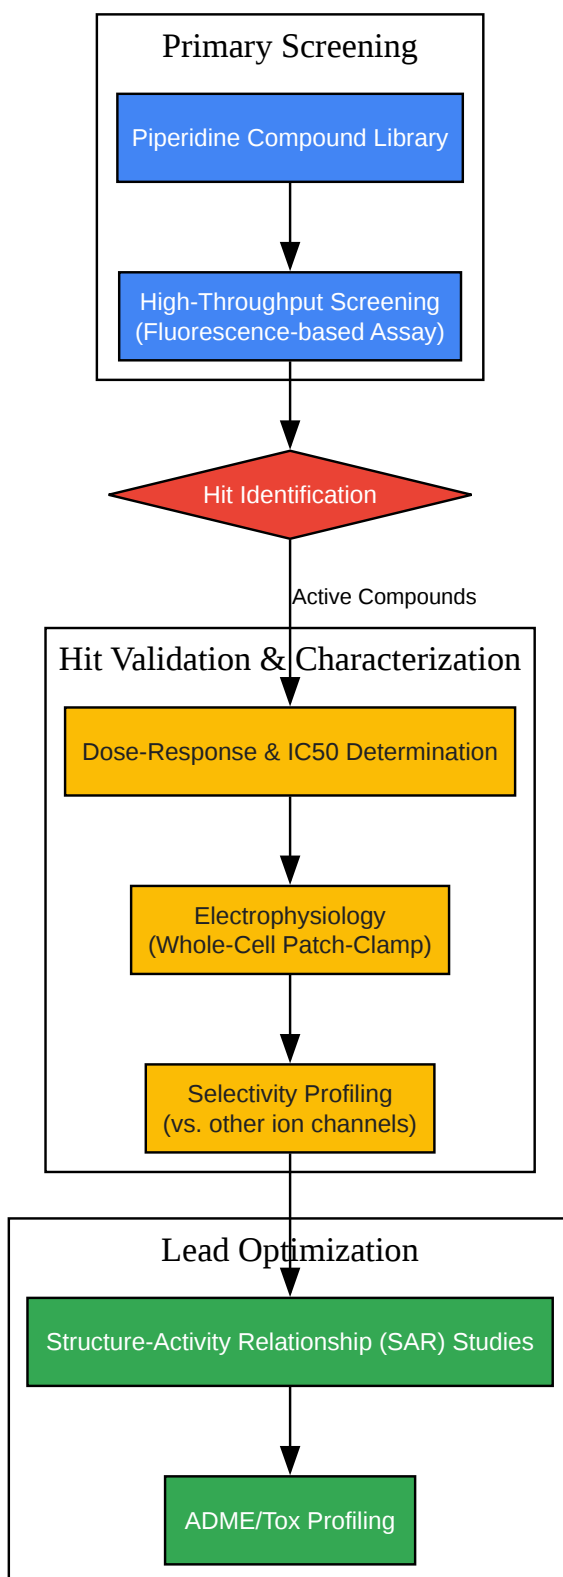 Primary Screening
Piperidine Compound Library
High-Throughput Screening
(Fluorescence-based Assay)
Hit Identification
Active Compounds
Hit Validation & Characterization
Dose-Response & IC50 Determination
Electrophysiology
(Whole-Cell Patch-Clamp)
Selectivity Profiling
(vs. other ion channels)
Lead Optimization
Structure-Activity Relationship (SAR) Studies
ADME/Tox Profiling